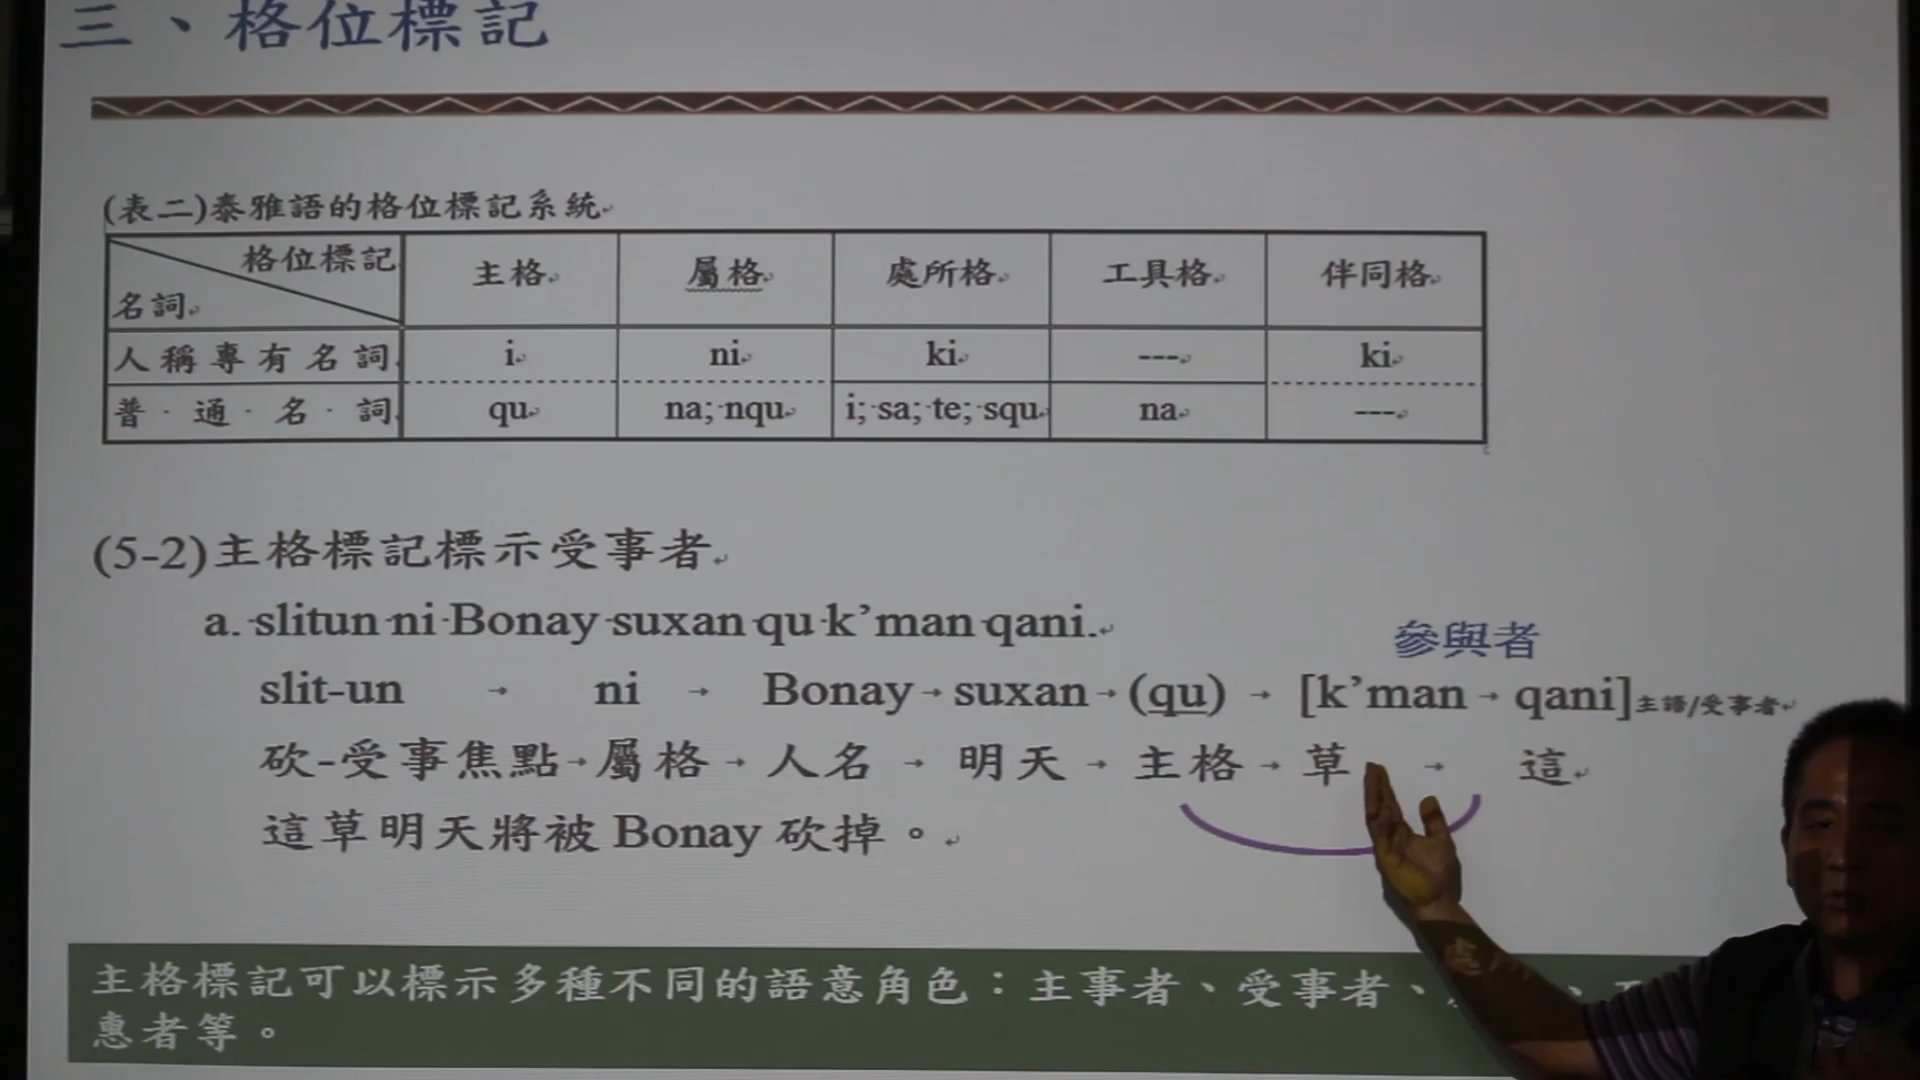 三、格位標記
(表二)泰雅語的格位標記系統
格位標記 名詞 主格 屬格 處所格 工具格 伴同格
人稱專有名詞 i ni ki --- ki
普通名詞 qu na; nqu i; sa; te; squ na ---
(5-2)主格標記標示受事者
a. slitun ni Bonay suxan qu k’man qani.
參與者
slit-un → ni → Bonay → suxan → (qu) → [k’man → qani]主語/受事者
砍-受事焦點 → 屬格 → 人名 → 明天 → 主格 → 草 → 這
這草明天將被 Bonay 砍掉。
主格標記可以標示多種不同的語意角色：主事者、受事者、
惠者等。